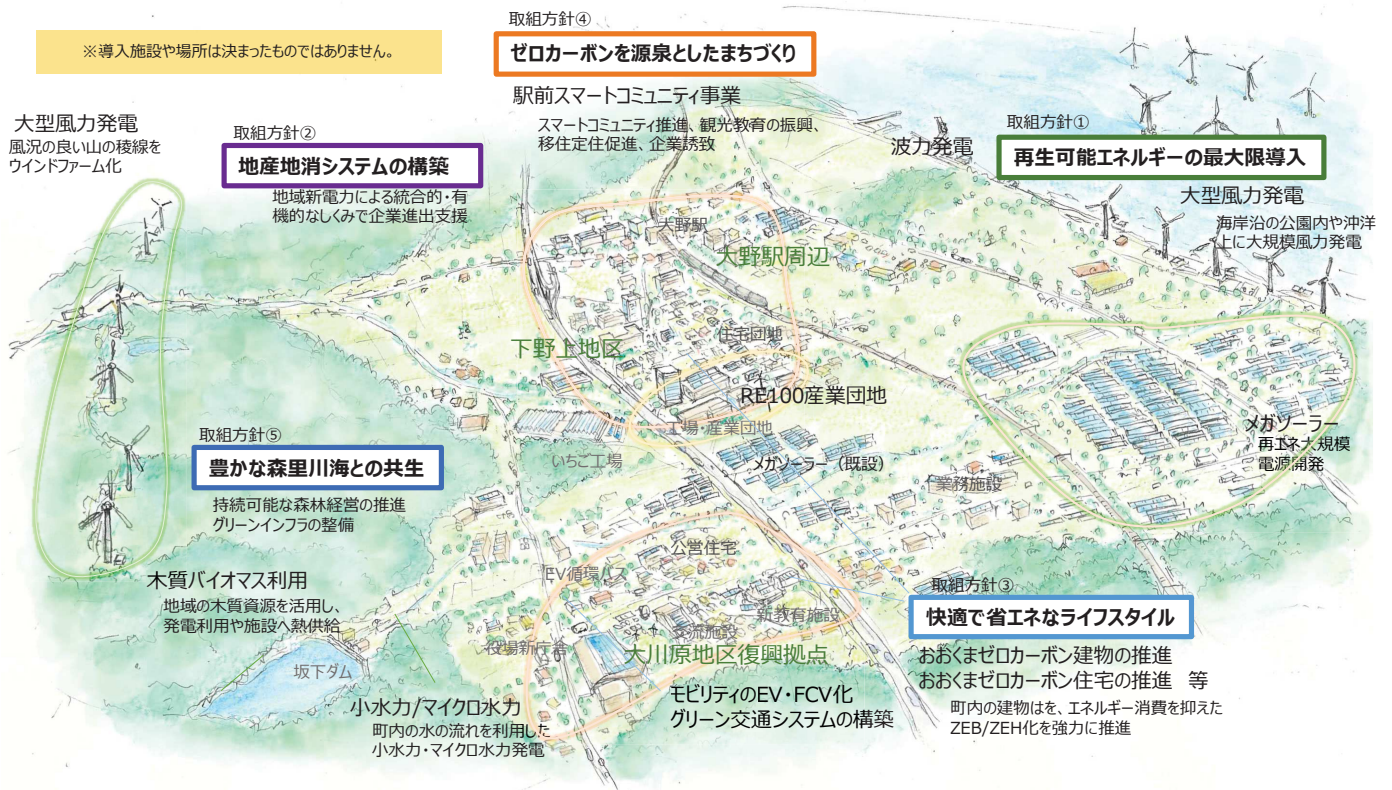 ※導入施設や場所は決まったものではありません。
取組方針④
ゼロカーボンを源泉としたまちづくり
駅前スマートコミュニティ事業
スマートコミュニティ推進、観光教育の振興、
移住定住促進、企業誘致
大型風力発電
風況の良い山の稜線を
ウインドファーム化
取組方針②
地産地消システムの構築
地域新電力による統合的・有
機的なしくみで企業進出支援
波力発電
取組方針①
再生可能エネルギーの最大限導入
大型風力発電
海岸沿の公園内や沖洋
上に大規模風力発電
大野駅
大野駅周辺
下野上地区
住宅団地
RE100産業団地
工場・産業団地
いちご工場
メガソーラー（既設）
業務施設
メガソーラー
再エネ大規模
電源開発
取組方針⑤
豊かな森里川海との共生
持続可能な森林経営の推進
グリーンインフラの整備
木質バイオマス利用
地域の木質資源を活用し、
発電利用や施設へ熱供給
坂下ダム
公営住宅
EV循環バス
新教育施設
交流施設
役場新庁舎
大川原地区復興拠点
小水力/マイクロ水力
町内の水の流れを利用した
小水力・マイクロ水力発電
モビリティのEV・FCV化
グリーン交通システムの構築
取組方針③
快適で省エネなライフスタイル
おおくまゼロカーボン建物の推進
おおくまゼロカーボン住宅の推進　等
町内の建物はを、エネルギー消費を抑えた
ZEB/ZEH化を強力に推進